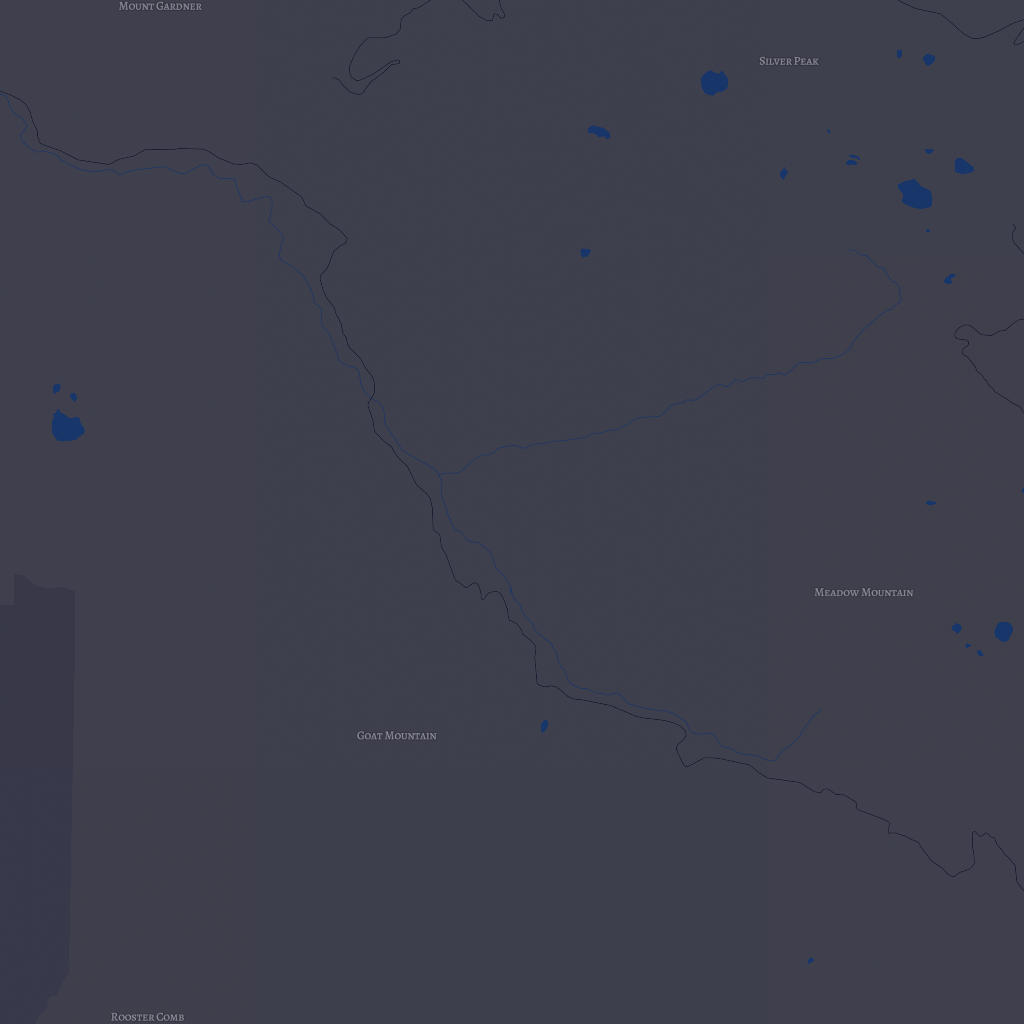 Mount Gardner
Silver Peak
Meadow Mountain
Goat Mountain
Rooster Comb